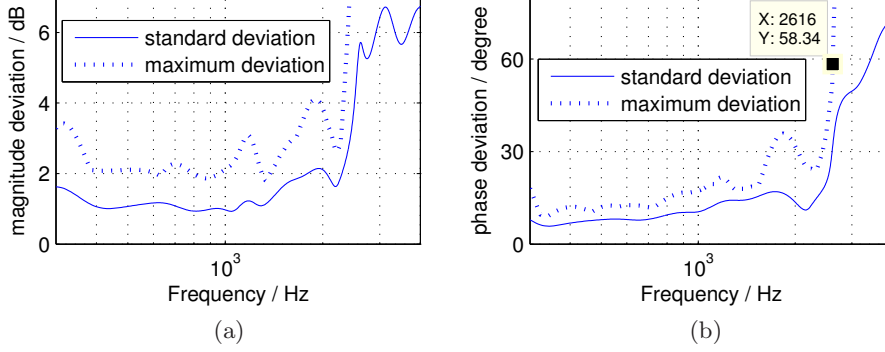 magnitude deviation / dB
6
4
2
0
standard deviation
maximum deviation
10^3
Frequency / Hz
(a)
phase deviation / degree
60
30
0
X: 2616
Y: 58.34
standard deviation
maximum deviation
10^3
Frequency / Hz
(b)